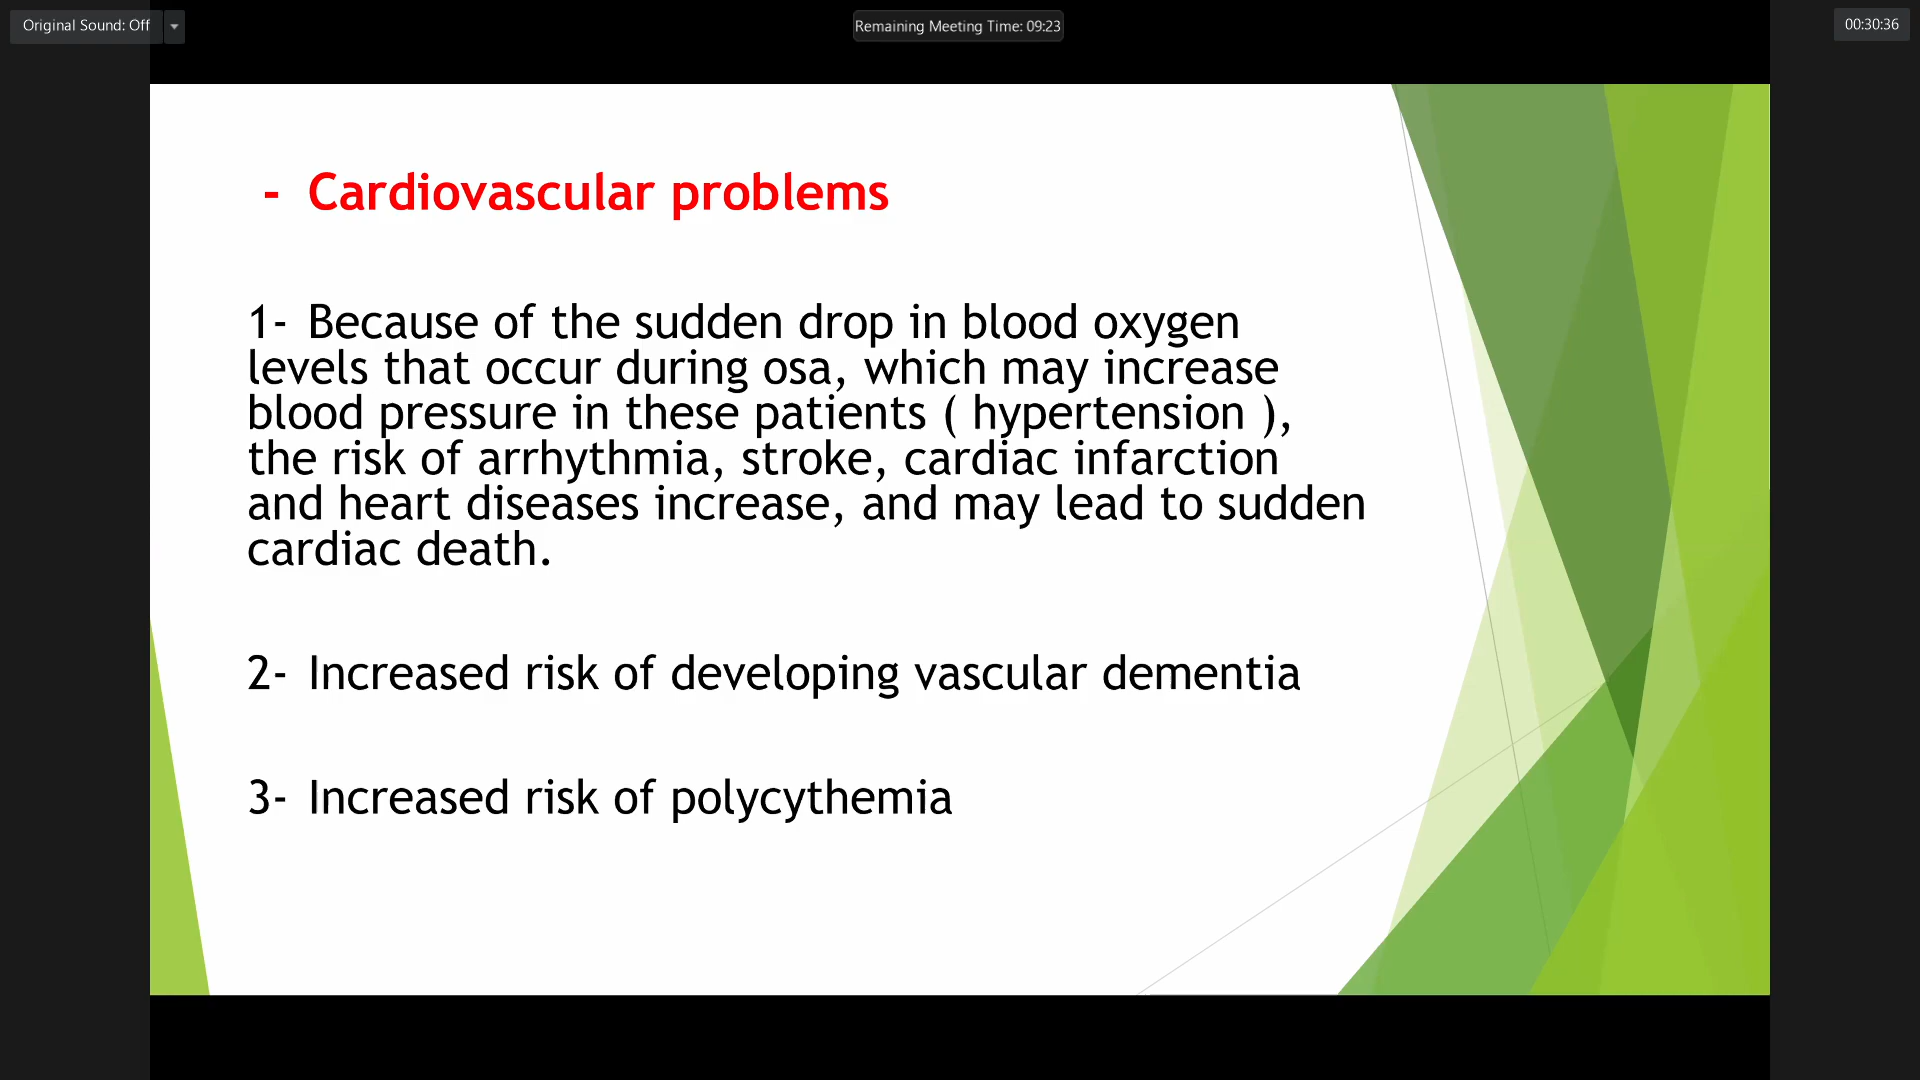 Original Sound: Off
Remaining Meeting Time: 09:23
00:30:36
- Cardiovascular problems
1- Because of the sudden drop in blood oxygen
levels that occur during osa, which may increase
blood pressure in these patients ( hypertension ),
the risk of arrhythmia, stroke, cardiac infarction
and heart diseases increase, and may lead to sudden
cardiac death.
2- Increased risk of developing vascular dementia
3- Increased risk of polycythemia